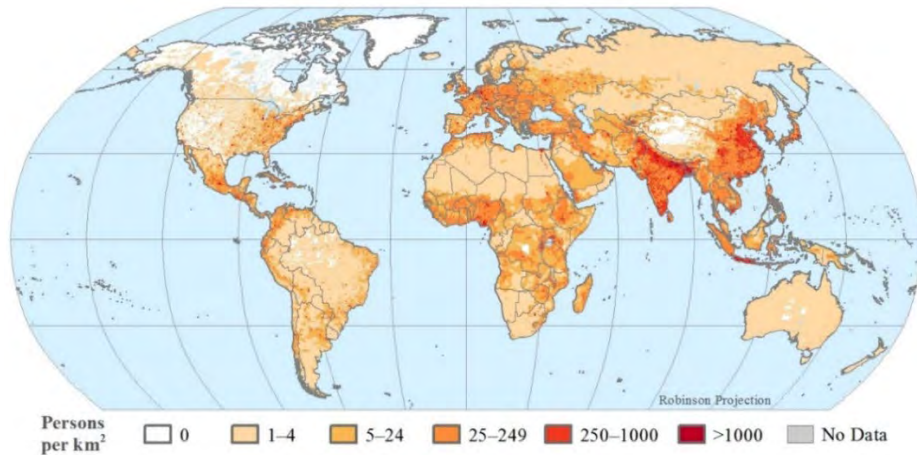 Robinson Projection
Persons
per km²
0
1–4
5–24
25–249
250–1000
>1000
No Data